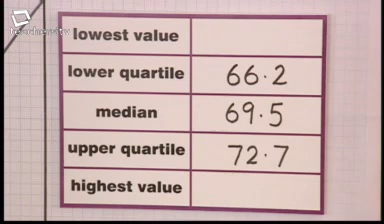 lowest value
lower quartile 66·2
median 69·5
upper quartile 72·7
highest value